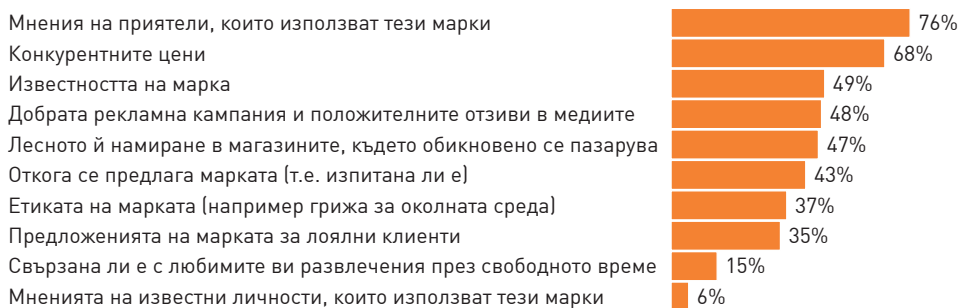 Мнения на приятели, които използват тези марки 76%
Конкурентните цени 68%
Известността на марка 49%
Добрата рекламна кампания и положителните отзиви в медиите 48%
Лесното й намиране в магазините, където обикновено се пазарува 47%
Откога се предлага марката (т.е. изпитана ли е) 43%
Етиката на марката (например грижа за околната среда) 37%
Предложенията на марката за лоялни клиенти 35%
Свързана ли е с любимите ви развлечения през свободното време 15%
Мненията на известни личности, които използват тези марки 6%